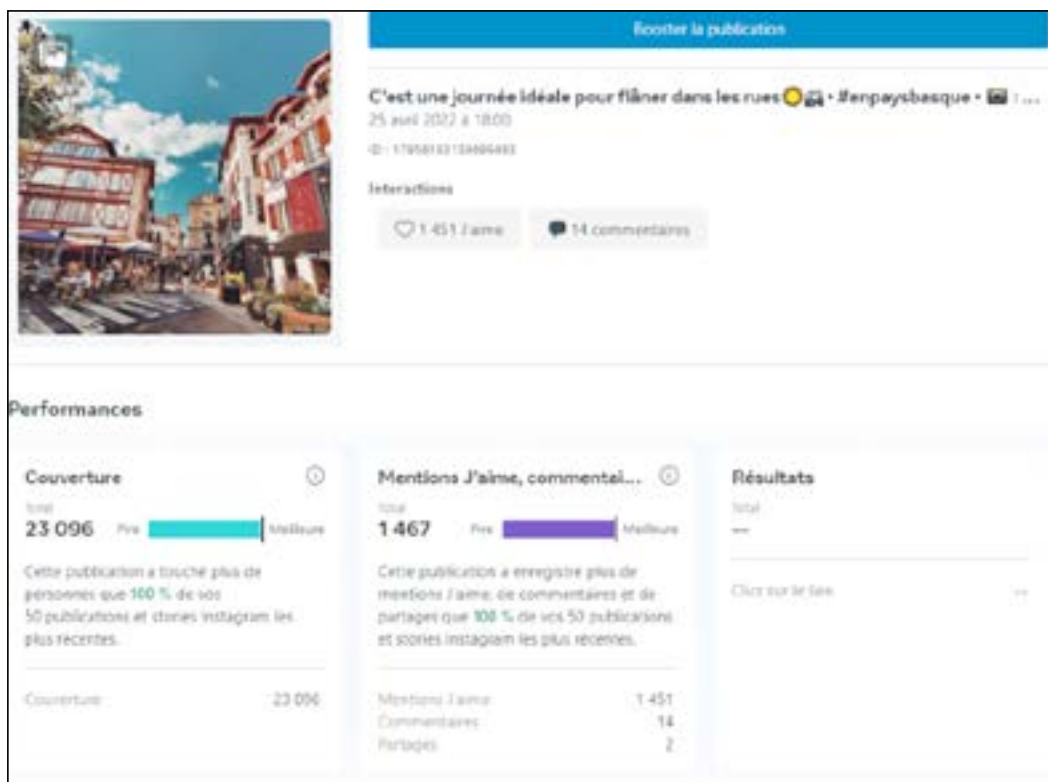 Booster la publication
C'est une journée idéale pour flâner dans les rues • #enpaysbasque •
25 avril 2022 à 18:00
Interactions
1 451 J'aime
14 commentaires
Performances
Couverture
Total
23 096 Pire Meilleure
Cette publication a touché plus de
personnes que 100 % de vos
50 publications et stories Instagram les
plus récentes.
Couverture 23 096
Mentions J'aime, commentai...
Total
1 467 Pire Meilleure
Cette publication a enregistré plus de
mentions J'aime, de commentaires et de
partages que 100 % de vos 50 publications
et stories Instagram les plus récentes.
Mentions J'aime 1 451
Commentaires 14
Partages 2
Résultats
Total
--
Clics sur le lien --